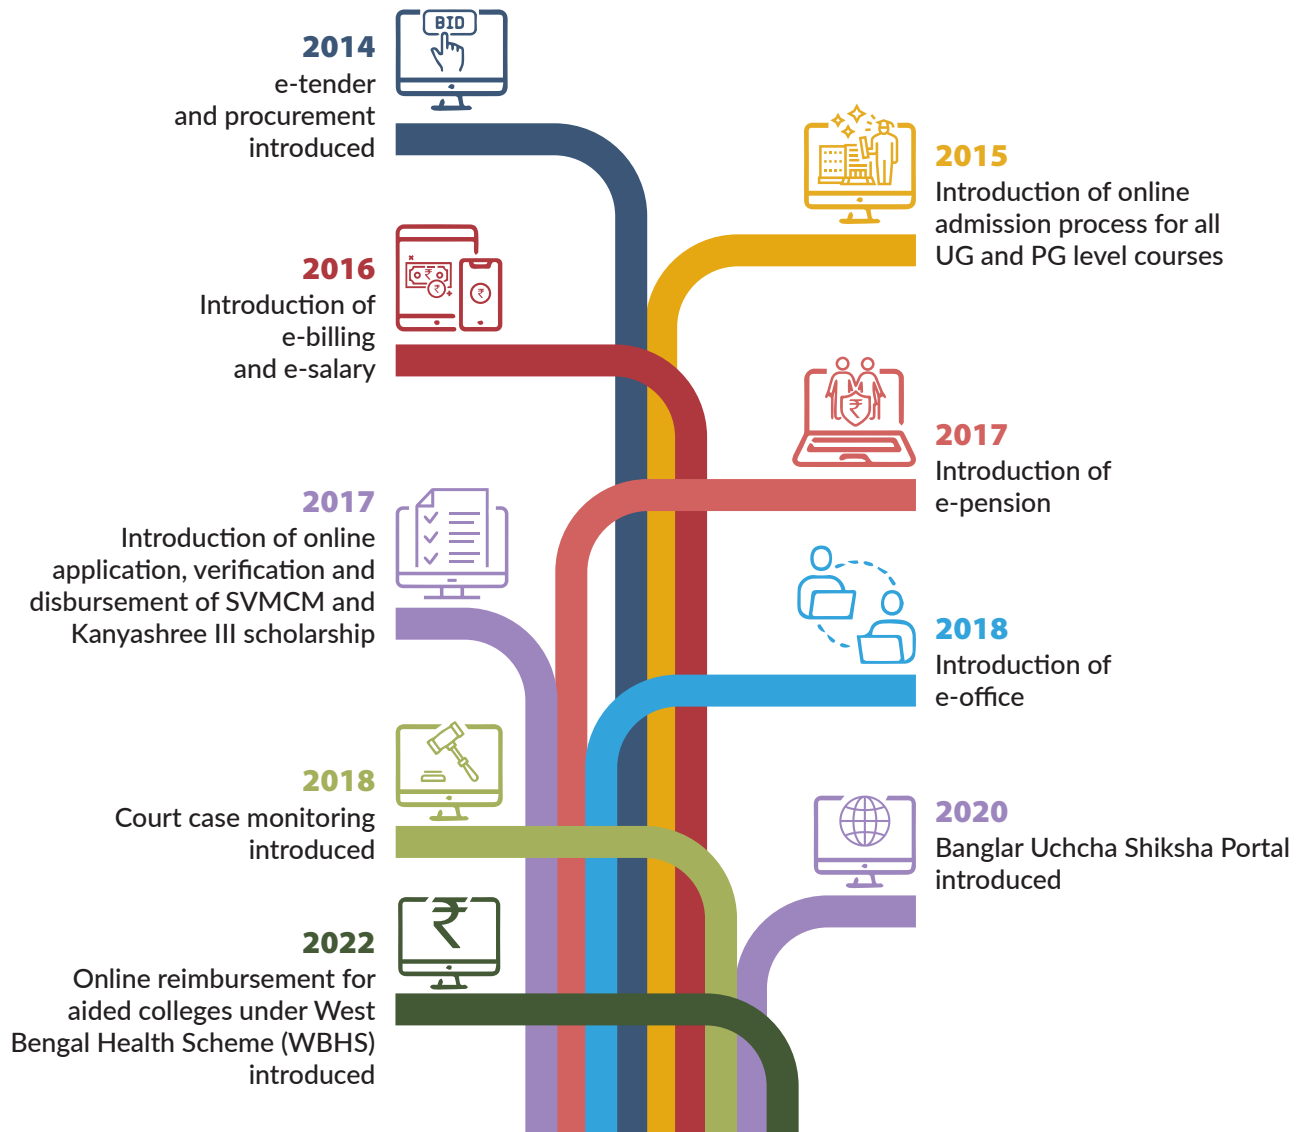 BID
2014
e-tender
and procurement
introduced
2015
Introduction of online
admission process for all
UG and PG level courses
2016
Introduction of
e-billing
and e-salary
₹
₹
₹
2017
Introduction of
e-pension
₹
2017
Introduction of online
application, verification and
disbursement of SVMCM and
Kanyashree III scholarship
2018
Introduction of
e-office
2018
Court case monitoring
introduced
2020
Banglar Uchcha Shiksha Portal
introduced
₹
2022
Online reimbursement for
aided colleges under West
Bengal Health Scheme (WBHS)
introduced